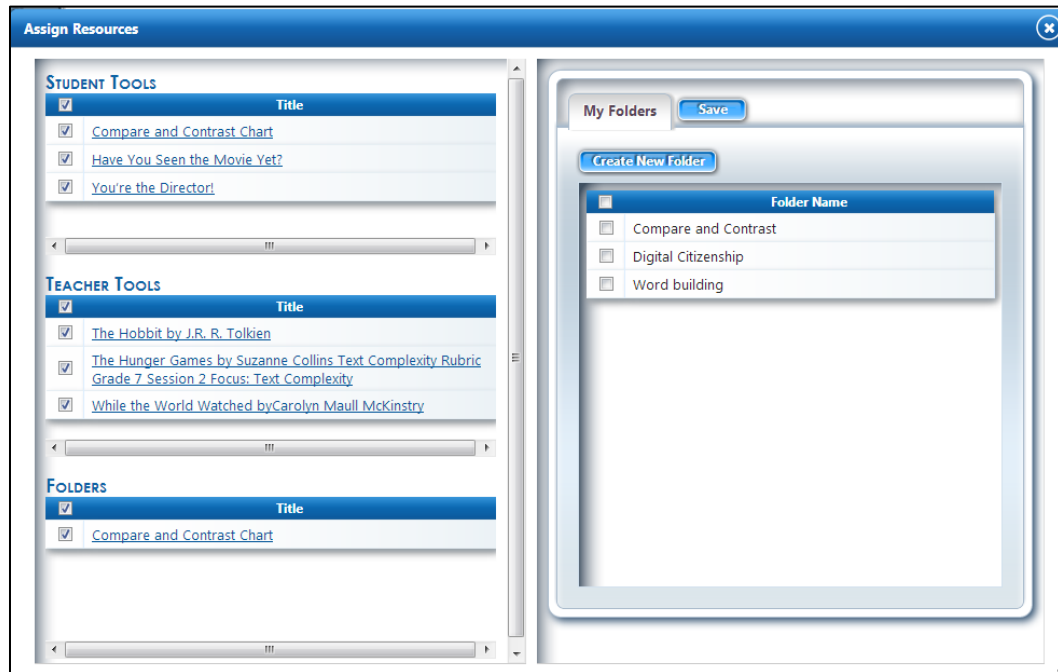 Assign Resources
STUDENT TOOLS
Title
Compare and Contrast Chart
Have You Seen the Movie Yet?
You're the Director!
TEACHER TOOLS
Title
The Hobbit by J.R. R. Tolkien
The Hunger Games by Suzanne Collins Text Complexity Rubric
Grade 7 Session 2 Focus: Text Complexity
While the World Watched byCarolyn Maull McKinstry
FOLDERS
Title
Compare and Contrast Chart
My Folders
Save
Create New Folder
Folder Name
Compare and Contrast
Digital Citizenship
Word building